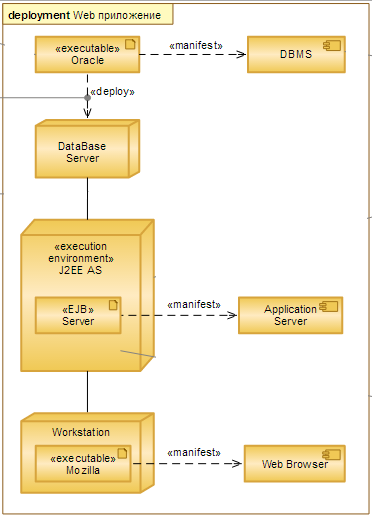 deployment Web приложение
«executable»
Oracle
«manifest»
DBMS
«deploy»
DataBase
Server
«execution
environment»
J2EE AS
«EJB»
Server
«manifest»
Application
Server
Workstation
«executable»
Mozilla
«manifest»
Web Browser